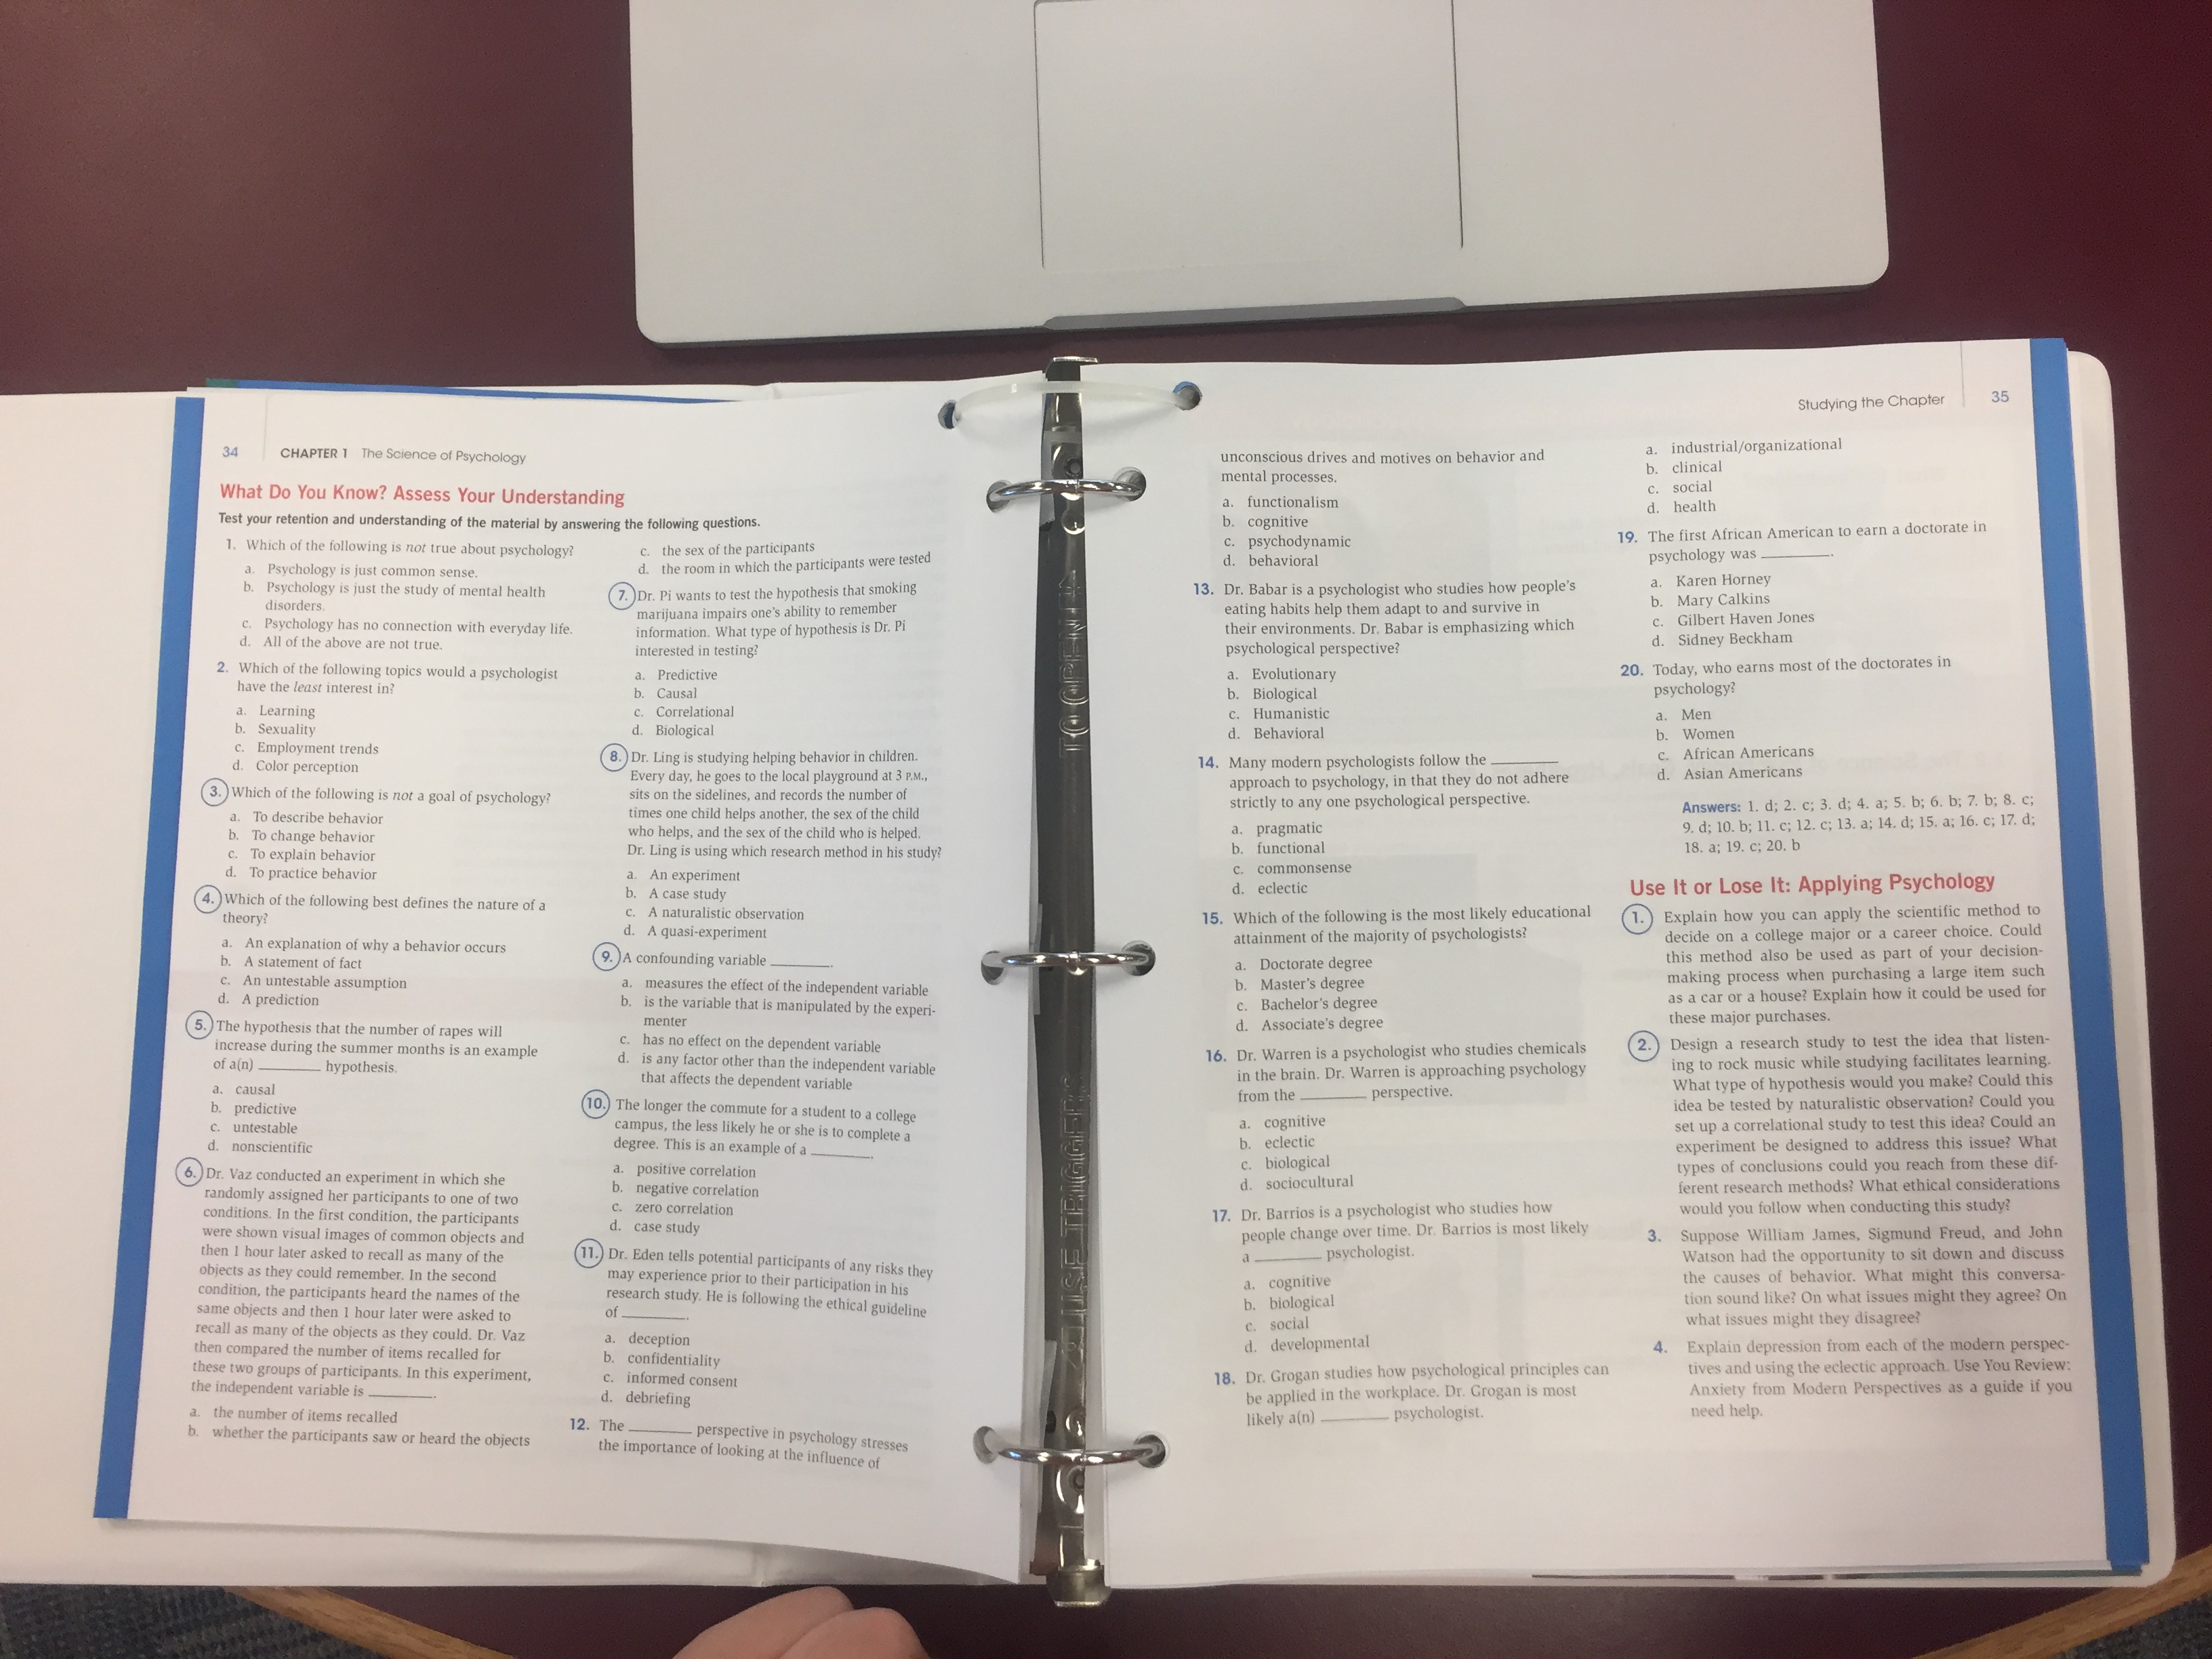 34 CHAPTER 1 The Science of Psychology
What Do You Know? Assess Your Understanding
Test your retention and understanding of the material by answering the following questions.
1. Which of the following is not true about psychology?
a. Psychology is just common sense.
b. Psychology is just the study of mental health
disorders.
c. Psychology has no connection with everyday life.
d. All of the above are not true.
2. Which of the following topics would a psychologist
have the least interest in?
a. Learning
b. Sexuality
c. Employment trends
d. Color perception
3. Which of the following is not a goal of psychology?
a. To describe behavior
b. To change behavior
c. To explain behavior
d. To practice behavior
4. Which of the following best defines the nature of a
theory?
a. An explanation of why a behavior occurs
b. A statement of fact
c. An untestable assumption
d. A prediction
5. The hypothesis that the number of rapes will
increase during the summer months is an example
of a(n) ________ hypothesis.
a. causal
b. predictive
c. untestable
d. nonscientific
6. Dr. Vaz conducted an experiment in which she
randomly assigned her participants to one of two
conditions. In the first condition, the participants
were shown visual images of common objects and
then 1 hour later asked to recall as many of the
objects as they could remember. In the second
condition, the participants heard the names of the
same objects and then 1 hour later were asked to
recall as many of the objects as they could. Dr. Vaz
then compared the number of items recalled for
these two groups of participants. In this experiment,
the independent variable is ________.
a. the number of items recalled
b. whether the participants saw or heard the objects
c. the sex of the participants
d. the room in which the participants were tested
7. Dr. Pi wants to test the hypothesis that smoking
marijuana impairs one's ability to remember
information. What type of hypothesis is Dr. Pi
interested in testing?
a. Predictive
b. Causal
c. Correlational
d. Biological
8. Dr. Ling is studying helping behavior in children.
Every day, he goes to the local playground at 3 P.M.,
sits on the sidelines, and records the number of
times one child helps another, the sex of the child
who helps, and the sex of the child who is helped.
Dr. Ling is using which research method in his study?
a. An experiment
b. A case study
c. A naturalistic observation
d. A quasi-experiment
9. A confounding variable ________.
a. measures the effect of the independent variable
b. is the variable that is manipulated by the experi-
menter
c. has no effect on the dependent variable
d. is any factor other than the independent variable
that affects the dependent variable
10. The longer the commute for a student to a college
campus, the less likely he or she is to complete a
degree. This is an example of a ________.
a. positive correlation
b. negative correlation
c. zero correlation
d. case study
11. Dr. Eden tells potential participants of any risks they
may experience prior to their participation in his
research study. He is following the ethical guideline
of ________.
a. deception
b. confidentiality
c. informed consent
d. debriefing
12. The ________ perspective in psychology stresses
the importance of looking at the influence of
TO OPEN
USE TRIGGERS
Studying the Chapter 35
unconscious drives and motives on behavior and
mental processes.
a. functionalism
b. cognitive
c. psychodynamic
d. behavioral
13. Dr. Babar is a psychologist who studies how people's
eating habits help them adapt to and survive in
their environments. Dr. Babar is emphasizing which
psychological perspective?
a. Evolutionary
b. Biological
c. Humanistic
d. Behavioral
14. Many modern psychologists follow the ________
approach to psychology, in that they do not adhere
strictly to any one psychological perspective.
a. pragmatic
b. functional
c. commonsense
d. eclectic
15. Which of the following is the most likely educational
attainment of the majority of psychologists?
a. Doctorate degree
b. Master's degree
c. Bachelor's degree
d. Associate's degree
16. Dr. Warren is a psychologist who studies chemicals
in the brain. Dr. Warren is approaching psychology
from the ________ perspective.
a. cognitive
b. eclectic
c. biological
d. sociocultural
17. Dr. Barrios is a psychologist who studies how
people change over time. Dr. Barrios is most likely
a ________ psychologist.
a. cognitive
b. biological
c. social
d. developmental
18. Dr. Grogan studies how psychological principles can
be applied in the workplace. Dr. Grogan is most
likely a(n) ________ psychologist.
a. industrial/organizational
b. clinical
c. social
d. health
19. The first African American to earn a doctorate in
psychology was ________.
a. Karen Horney
b. Mary Calkins
c. Gilbert Haven Jones
d. Sidney Beckham
20. Today, who earns most of the doctorates in
psychology?
a. Men
b. Women
c. African Americans
d. Asian Americans
Answers: 1. d; 2. c; 3. d; 4. a; 5. b; 6. b; 7. b; 8. c;
9. d; 10. b; 11. c; 12. c; 13. a; 14. d; 15. a; 16. c; 17. d;
18. a; 19. c; 20. b
Use It or Lose It: Applying Psychology
1. Explain how you can apply the scientific method to
decide on a college major or a career choice. Could
this method also be used as part of your decision-
making process when purchasing a large item such
as a car or a house? Explain how it could be used for
these major purchases.
2. Design a research study to test the idea that listen-
ing to rock music while studying facilitates learning.
What type of hypothesis would you make? Could this
idea be tested by naturalistic observation? Could you
set up a correlational study to test this idea? Could an
experiment be designed to address this issue? What
types of conclusions could you reach from these dif-
ferent research methods? What ethical considerations
would you follow when conducting this study?
3. Suppose William James, Sigmund Freud, and John
Watson had the opportunity to sit down and discuss
the causes of behavior. What might this conversa-
tion sound like? On what issues might they agree? On
what issues might they disagree?
4. Explain depression from each of the modern perspec-
tives and using the eclectic approach. Use You Review:
Anxiety from Modern Perspectives as a guide if you
need help.